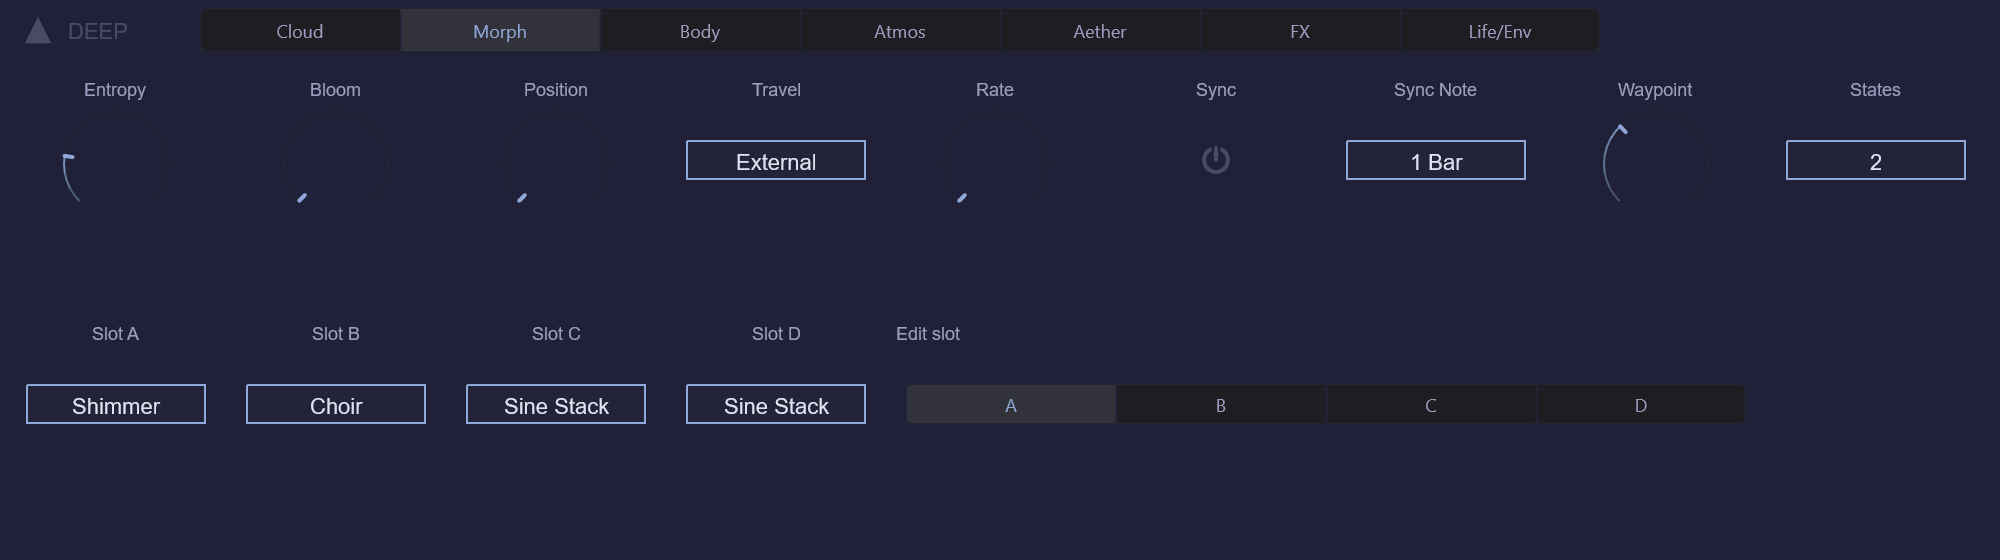 DEEP
Cloud Morph Body Atmos Aether FX Life/Env
Entropy Bloom Position Travel Rate Sync Sync Note Waypoint States
External 1 Bar 2
Slot A Slot B Slot C Slot D Edit slot
Shimmer Choir Sine Stack Sine Stack A B C D